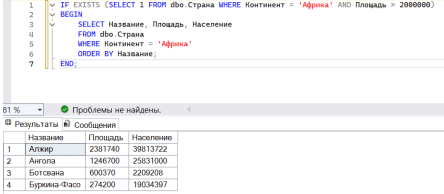 1 IF EXISTS (SELECT 1 FROM dbo.Страна WHERE Континент = 'Африка' AND Площадь > 2000000)
2 BEGIN
3 SELECT Название, Площадь, Население
4 FROM dbo.Страна
5 WHERE Континент = 'Африка'
6 ORDER BY Название;
7 END;
81 % Проблемы не найдены.
Результаты Сообщения
Название Площадь Население
1 Алжир 2381740 39813722
2 Ангола 1246700 25831000
3 Ботсвана 600370 2209208
4 Буркина-Фасо 274200 19034397